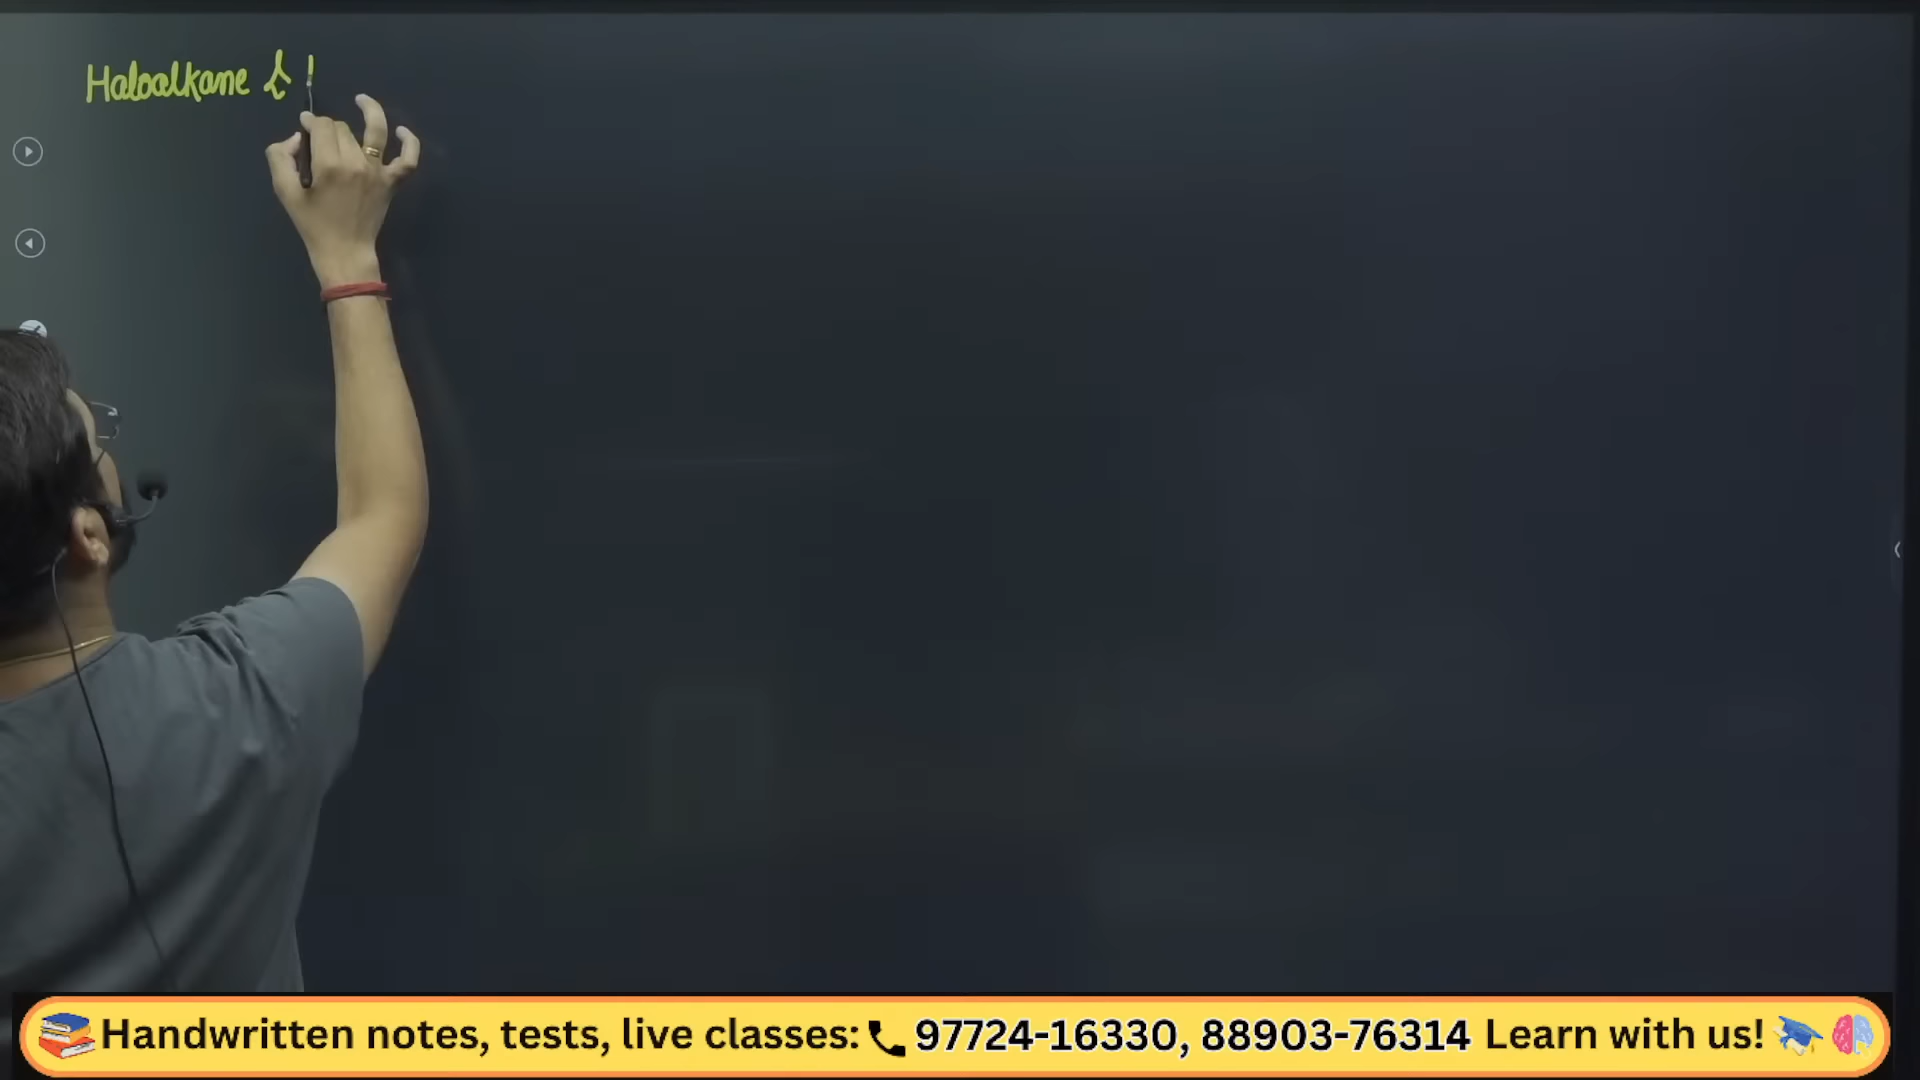 Haloalkane &
Handwritten notes, tests, live classes: 97724-16330, 88903-76314 Learn with us!